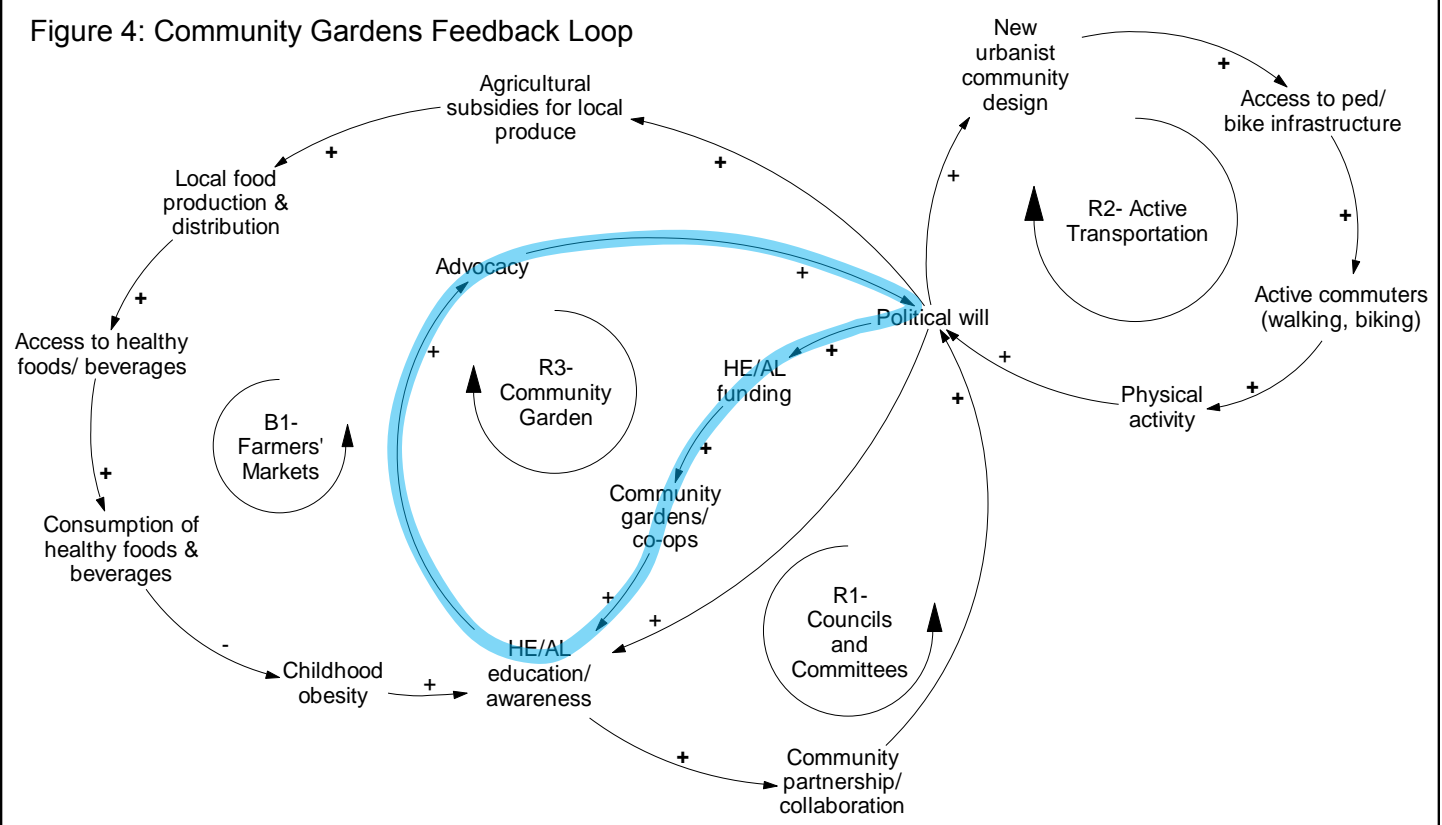 Figure 4: Community Gardens Feedback Loop
New
urbanist
community
design
Agricultural
subsidies for local
produce
Access to ped/
bike infrastructure
+
+
+
+
Local food
production &
distribution
+
R2- Active
Transportation
+
Advocacy
+
+
Active commuters
(walking, biking)
Political will
Access to healthy
foods/ beverages
+
+
+
HE/AL
funding
R3-
Community
Garden
+
+
Physical
activity
B1-
Farmers'
Markets
+
+
Community
gardens/
co-ops
Consumption of
healthy foods &
beverages
+
+
R1-
Councils
and
Committees
-
HE/AL
education/
awareness
Childhood
obesity
+
+
Community
partnership/
collaboration